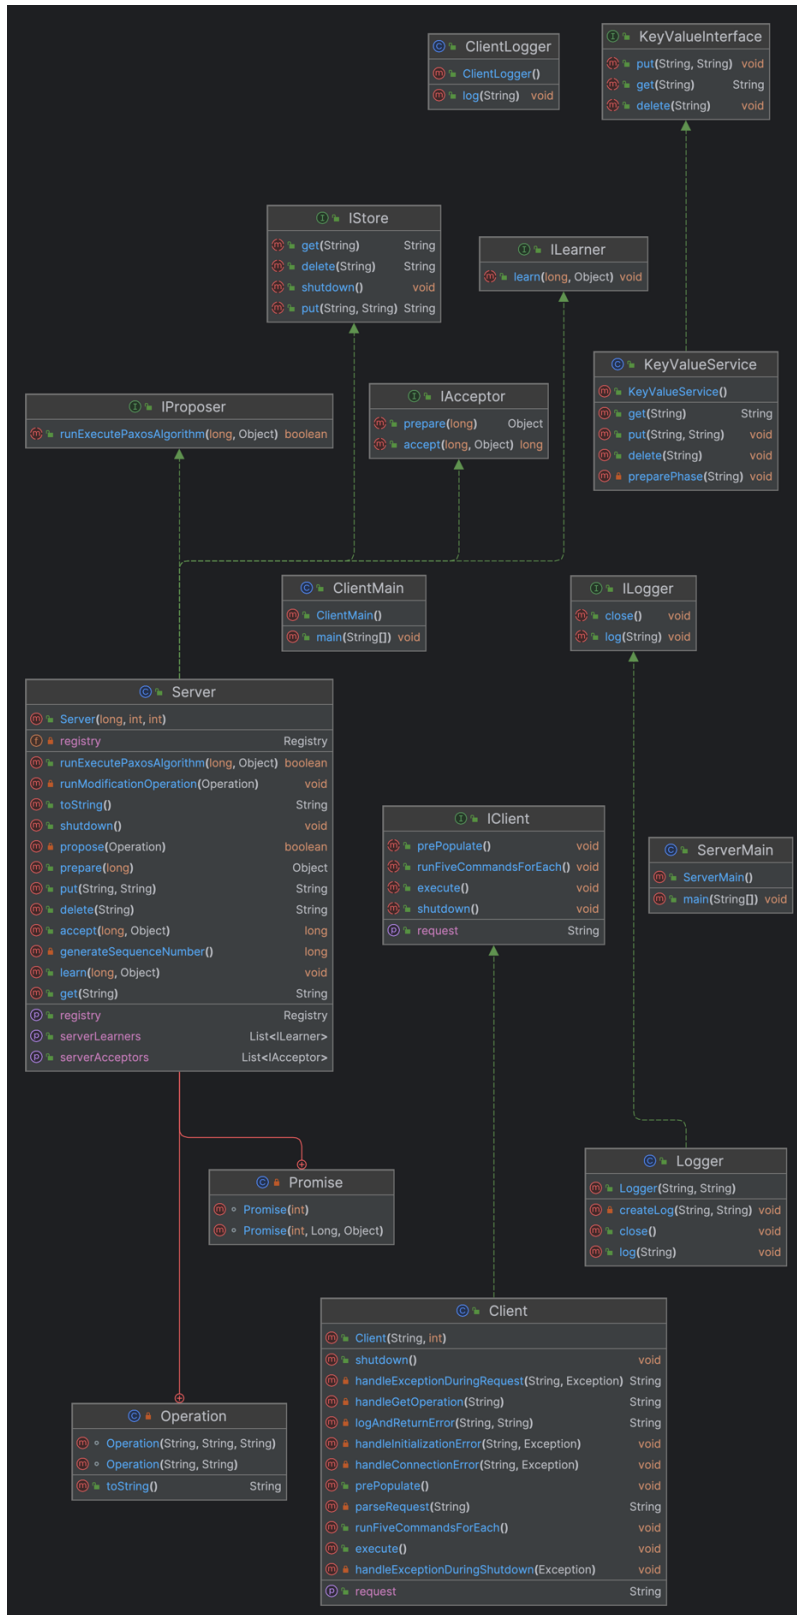 ClientLogger
ClientLogger()
log(String) void
KeyValueInterface
put(String, String) void
get(String) String
delete(String) void
IStore
get(String) String
delete(String) String
shutdown() void
put(String, String) String
ILearner
learn(long, Object) void
KeyValueService
KeyValueService()
get(String) String
put(String, String) void
delete(String) void
preparePhase(String) void
IProposer
runExecutePaxosAlgorithm(long, Object) boolean
IAcceptor
prepare(long) Object
accept(long, Object) long
ClientMain
ClientMain()
main(String[]) void
ILogger
close() void
log(String) void
Server
Server(long, int, int)
registry Registry
runExecutePaxosAlgorithm(long, Object) boolean
runModificationOperation(Operation) void
toString() String
shutdown() void
propose(Operation) boolean
prepare(long) Object
put(String, String) String
delete(String) String
accept(long, Object) long
generateSequenceNumber() long
learn(long, Object) void
get(String) String
registry Registry
serverLearners List<ILearner>
serverAcceptors List<IAcceptor>
IClient
prePopulate() void
runFiveCommandsForEach() void
execute() void
shutdown() void
request String
ServerMain
ServerMain()
main(String[]) void
Promise
Promise(int)
Promise(int, Long, Object)
Logger
Logger(String, String)
createLog(String, String) void
close() void
log(String) void
Operation
Operation(String, String, String)
Operation(String, String)
toString() String
Client
Client(String, int)
shutdown() void
handleExceptionDuringRequest(String, Exception) String
handleGetOperation(String) String
logAndReturnError(String, String) String
handleInitializationError(String, Exception) void
handleConnectionError(String, Exception) void
prePopulate() void
parseRequest(String) String
runFiveCommandsForEach() void
execute() void
handleExceptionDuringShutdown(Exception) void
request String